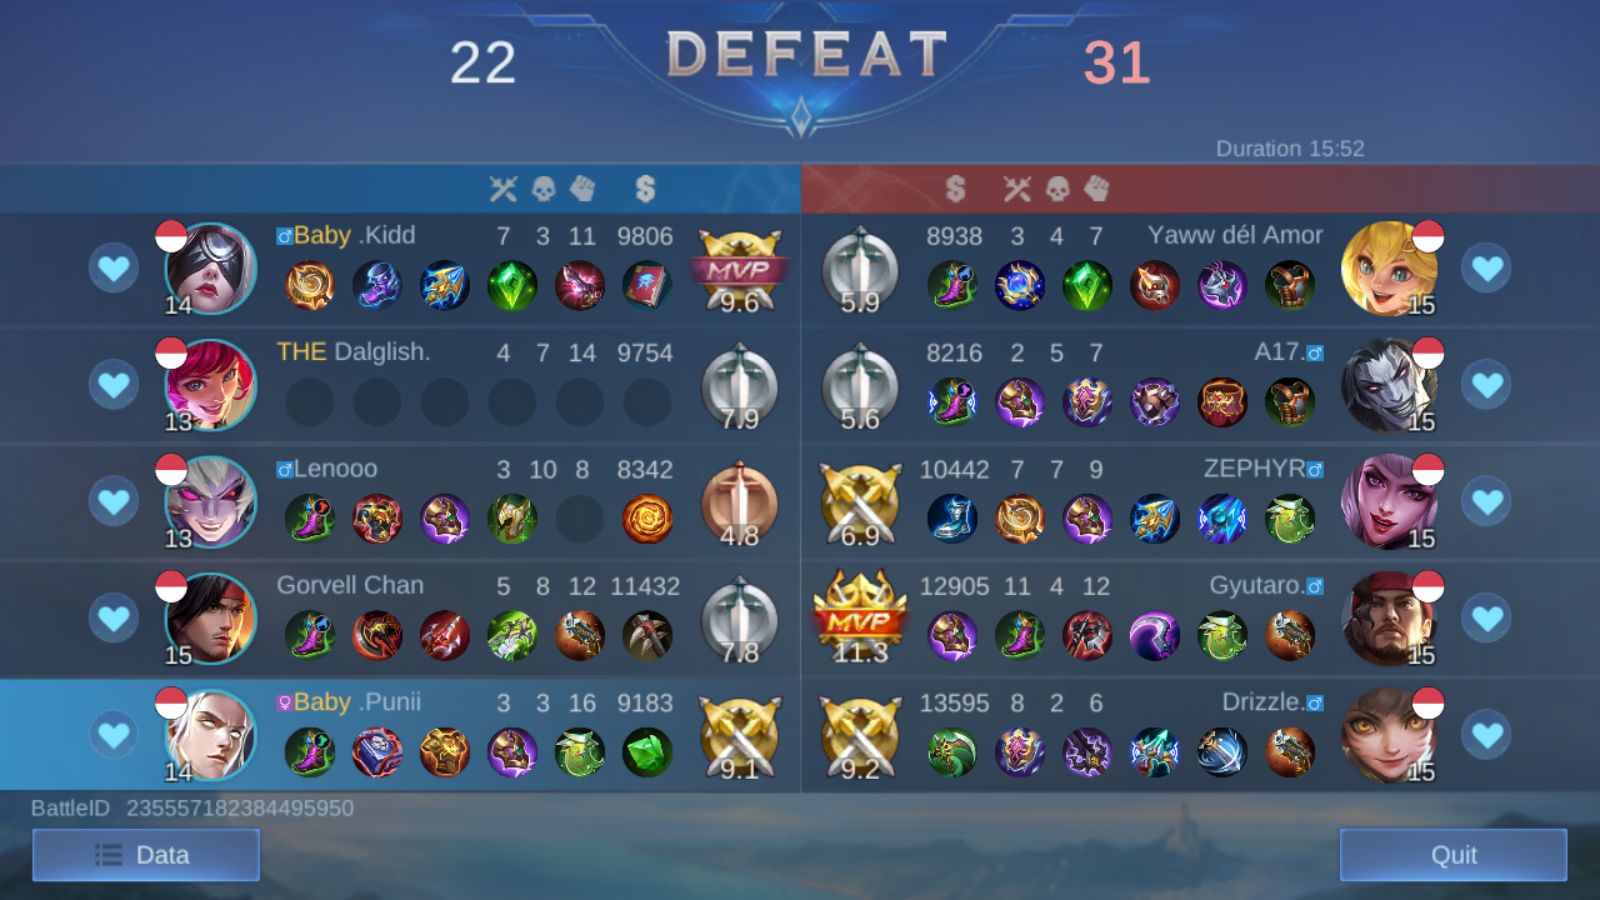 22 DEFEAT 31
Duration 15:52
Baby .Kidd 7 3 11 9806 MVP 9.6
14
5.9 8938 3 4 7 Yaww dél Amor
15
THE Dalglish. 4 7 14 9754 7.9
13
5.6 8216 2 5 7 A17.♂
15
♂Lenooo 3 10 8 8342 4.8
13
6.9 10442 7 7 9 ZEPHYR♂
15
Gorvell Chan 5 8 12 11432 7.8
15
MVP 11.3 12905 11 4 12 Gyutaro.♂
15
♀Baby .Punii 3 3 16 9183 9.1
14
9.2 13595 8 2 6 Drizzle.♂
15
BattleID 235557182384495950
Data
Quit